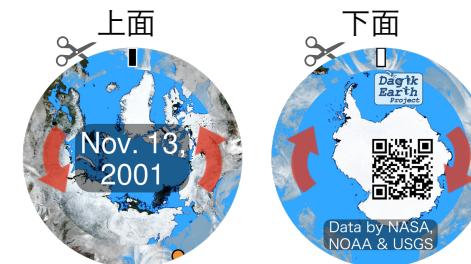 上面
下面
Nov. 13,
2001
Dagik
Earth
Project
Data by NASA,
NOAA & USGS